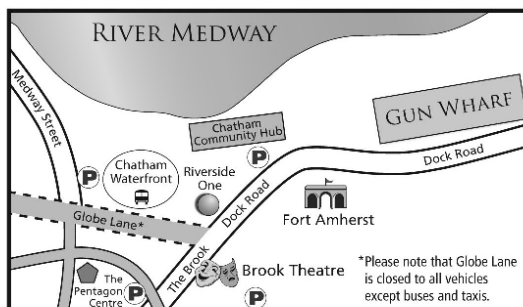 RIVER MEDWAY
Medway Street
Chatham
Community Hub
GUN WHARF
P
Dock Road
Chatham
Waterfront
P
Riverside
One
Dock Road
Fort Amherst
Globe Lane*
The Brook
Brook Theatre
The
Pentagon
Centre
P
P
*Please note that Globe Lane
is closed to all vehicles
except buses and taxis.